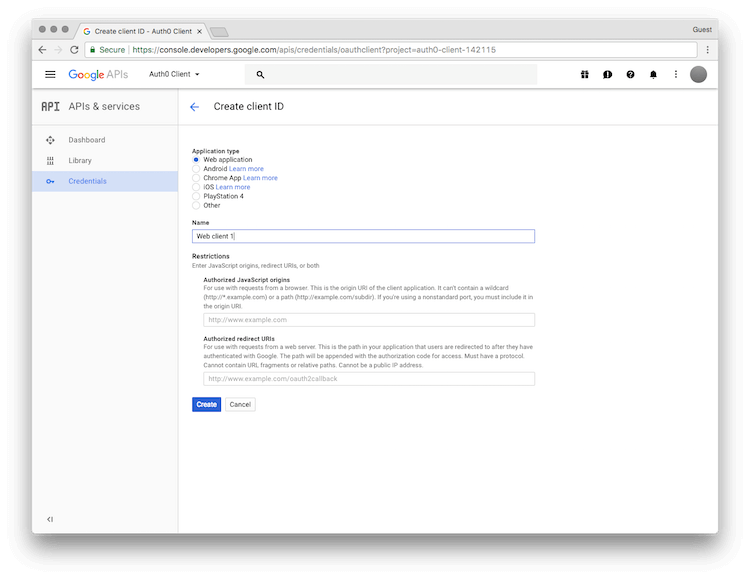 Create client ID - Auth0 Client
Guest
Secure
https://console.developers.google.com/apis/credentials/oauthclient?project=auth0-client-142115
Google APIs
Auth0 Client
API APIs & services
Create client ID
Dashboard
Library
Credentials
Application type
Web application
Android Learn more
Chrome App Learn more
iOS Learn more
PlayStation 4
Other
Name
Web client 1
Restrictions
Enter JavaScript origins, redirect URIs, or both
Authorized JavaScript origins
For use with requests from a browser. This is the origin URI of the client application. It can't contain a wildcard
(http://*.example.com) or a path (http://example.com/subdir). If you're using a nonstandard port, you must include it in
the origin URI.
http://www.example.com
Authorized redirect URIs
For use with requests from a web server. This is the path in your application that users are redirected to after they have
authenticated with Google. The path will be appended with the authorization code for access. Must have a protocol.
Cannot contain URL fragments or relative paths. Cannot be a public IP address.
http://www.example.com/oauth2callback
Create
Cancel